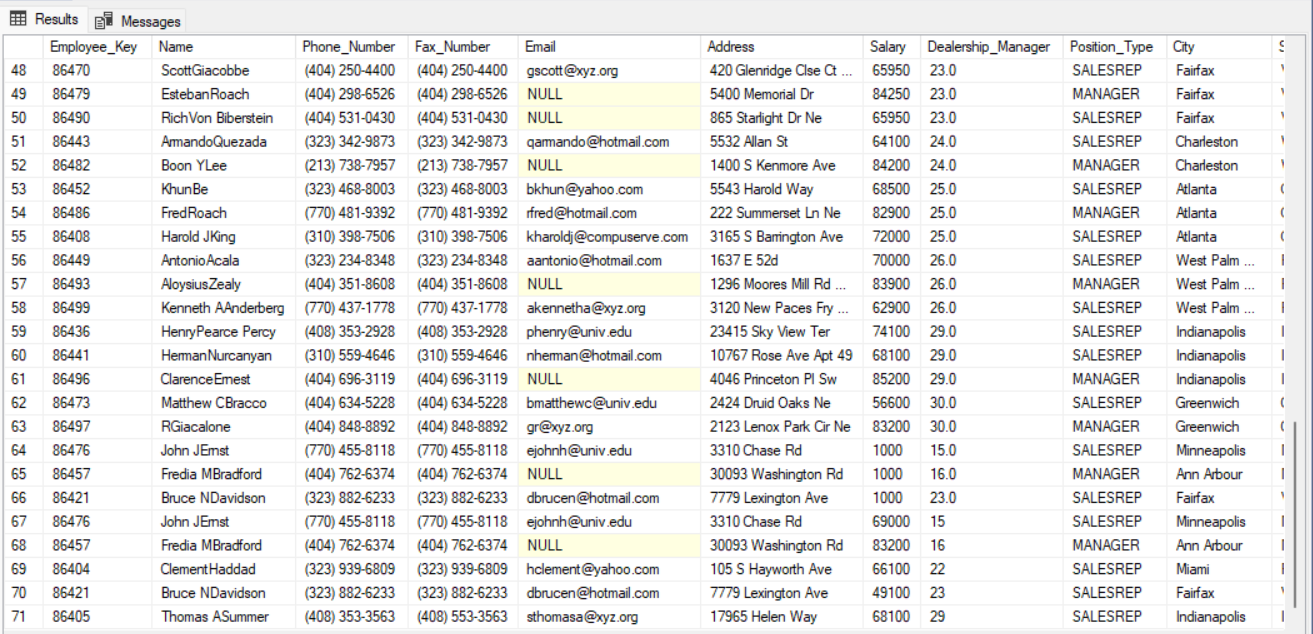 Results Messages
Employee_Key Name Phone_Number Fax_Number Email Address Salary Dealership_Manager Position_Type City S
48 86470 ScottGiacobbe (404) 250-4400 (404) 250-4400 gscott@xyz.org 420 Glenridge Clse Ct ... 65950 23.0 SALESREP Fairfax
49 86479 EstebanRoach (404) 298-6526 (404) 298-6526 NULL 5400 Memorial Dr 84250 23.0 MANAGER Fairfax
50 86490 RichVon Biberstein (404) 531-0430 (404) 531-0430 NULL 865 Starlight Dr Ne 65950 23.0 SALESREP Fairfax
51 86443 ArmandoQuezada (323) 342-9873 (323) 342-9873 qarmando@hotmail.com 5532 Allan St 64100 24.0 SALESREP Charleston
52 86482 Boon YLee (213) 738-7957 (213) 738-7957 NULL 1400 S Kenmore Ave 84200 24.0 MANAGER Charleston
53 86452 KhunBe (323) 468-8003 (323) 468-8003 bkhun@yahoo.com 5543 Harold Way 68500 25.0 SALESREP Atlanta
54 86486 FredRoach (770) 481-9392 (770) 481-9392 rfred@hotmail.com 222 Summerset Ln Ne 82900 25.0 MANAGER Atlanta
55 86408 Harold JKing (310) 398-7506 (310) 398-7506 kharoldj@compuserve.com 3165 S Barrington Ave 72000 25.0 SALESREP Atlanta
56 86449 AntonioAcala (323) 234-8348 (323) 234-8348 aantonio@hotmail.com 1637 E 52d 70000 26.0 SALESREP West Palm ...
57 86493 AloysiusZealy (404) 351-8608 (404) 351-8608 NULL 1296 Moores Mill Rd ... 83900 26.0 MANAGER West Palm ...
58 86499 Kenneth AAnderberg (770) 437-1778 (770) 437-1778 akennetha@xyz.org 3120 New Paces Fry ... 62900 26.0 SALESREP West Palm ...
59 86436 HenryPearce Percy (408) 353-2928 (408) 353-2928 phenry@univ.edu 23415 Sky View Ter 74100 29.0 SALESREP Indianapolis
60 86441 HermanNurcanyan (310) 559-4646 (310) 559-4646 nherman@hotmail.com 10767 Rose Ave Apt 49 68100 29.0 SALESREP Indianapolis
61 86496 ClarenceErnest (404) 696-3119 (404) 696-3119 NULL 4046 Princeton Pl Sw 85200 29.0 MANAGER Indianapolis
62 86473 Matthew CBracco (404) 634-5228 (404) 634-5228 bmatthewc@univ.edu 2424 Druid Oaks Ne 56600 30.0 SALESREP Greenwich
63 86497 RGiacalone (404) 848-8892 (404) 848-8892 gr@xyz.org 2123 Lenox Park Cir Ne 83200 30.0 MANAGER Greenwich
64 86476 John JErnst (770) 455-8118 (770) 455-8118 ejohnh@univ.edu 3310 Chase Rd 1000 15.0 SALESREP Minneapolis
65 86457 Fredia MBradford (404) 762-6374 (404) 762-6374 NULL 30093 Washington Rd 1000 16.0 MANAGER Ann Arbour
66 86421 Bruce NDavidson (323) 882-6233 (323) 882-6233 dbrucen@hotmail.com 7779 Lexington Ave 1000 23.0 SALESREP Fairfax
67 86476 John JErnst (770) 455-8118 (770) 455-8118 ejohnh@univ.edu 3310 Chase Rd 69000 15 SALESREP Minneapolis
68 86457 Fredia MBradford (404) 762-6374 (404) 762-6374 NULL 30093 Washington Rd 83200 16 MANAGER Ann Arbour
69 86404 ClementHaddad (323) 939-6809 (323) 939-6809 hclement@yahoo.com 105 S Hayworth Ave 66100 22 SALESREP Miami
70 86421 Bruce NDavidson (323) 882-6233 (323) 882-6233 dbrucen@hotmail.com 7779 Lexington Ave 49100 23 SALESREP Fairfax
71 86405 Thomas ASummer (408) 353-3563 (408) 553-3563 sthomasa@xyz.org 17965 Helen Way 68100 29 SALESREP Indianapolis